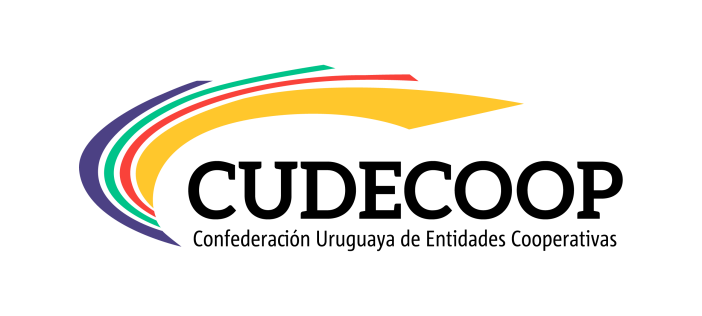 CUDECOOP
Confederación Uruguaya de Entidades Cooperativas